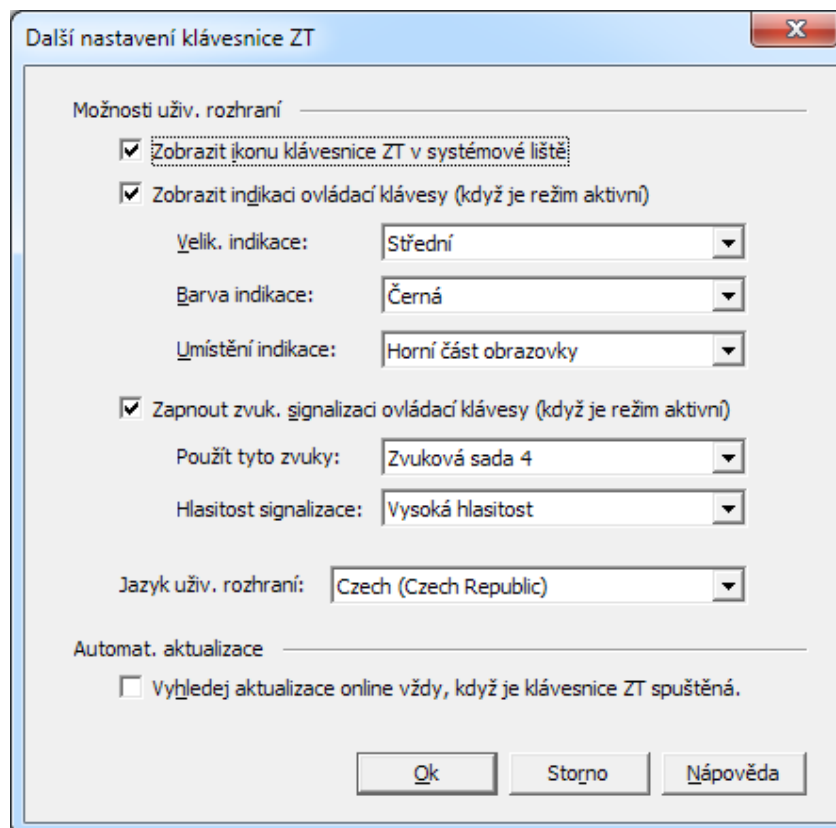 Další nastavení klávesnice ZT
Možnosti uživ. rozhraní
Zobrazit ikonu klávesnice ZT v systémové liště
Zobrazit indikaci ovládací klávesy (když je režim aktivní)
Velik. indikace: Střední
Barva indikace: Černá
Umístění indikace: Horní část obrazovky
Zapnout zvuk. signalizaci ovládací klávesy (když je režim aktivní)
Použít tyto zvuky: Zvuková sada 4
Hlasitost signalizace: Vysoká hlasitost
Jazyk uživ. rozhraní: Czech (Czech Republic)
Automat. aktualizace
Vyhledej aktualizace online vždy, když je klávesnice ZT spuštěná.
Ok Storno Nápověda